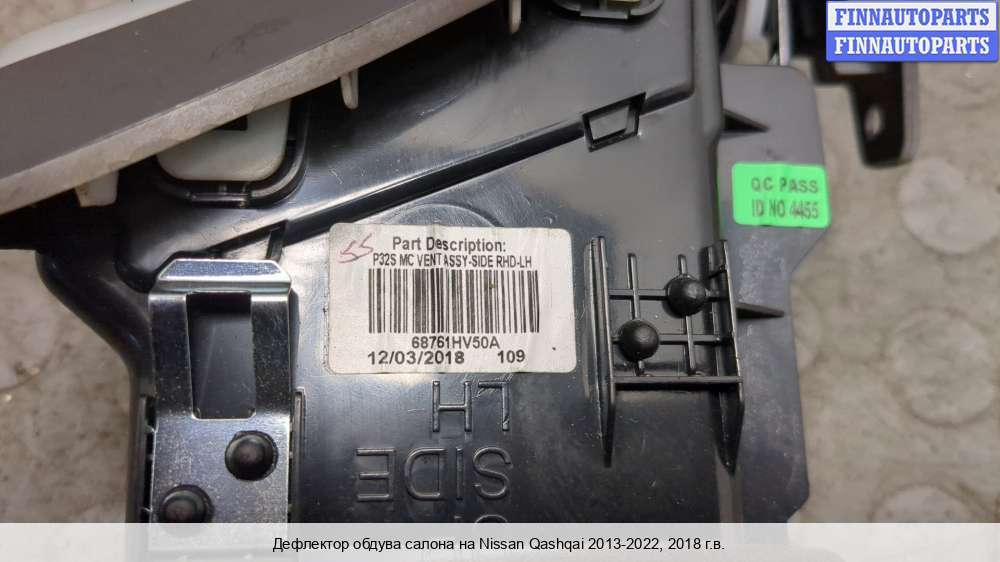 FINNAUTOPARTS
FINNAUTOPARTS
QC PASS
ID NO 4455
55
Part Description:
P32S MC VENT ASSY-SIDE RHD-LH
68761HV50A
12/03/2018 109
LH
SIDE
Дефлектор обдува салона на Nissan Qashqai 2013-2022, 2018 г.в.